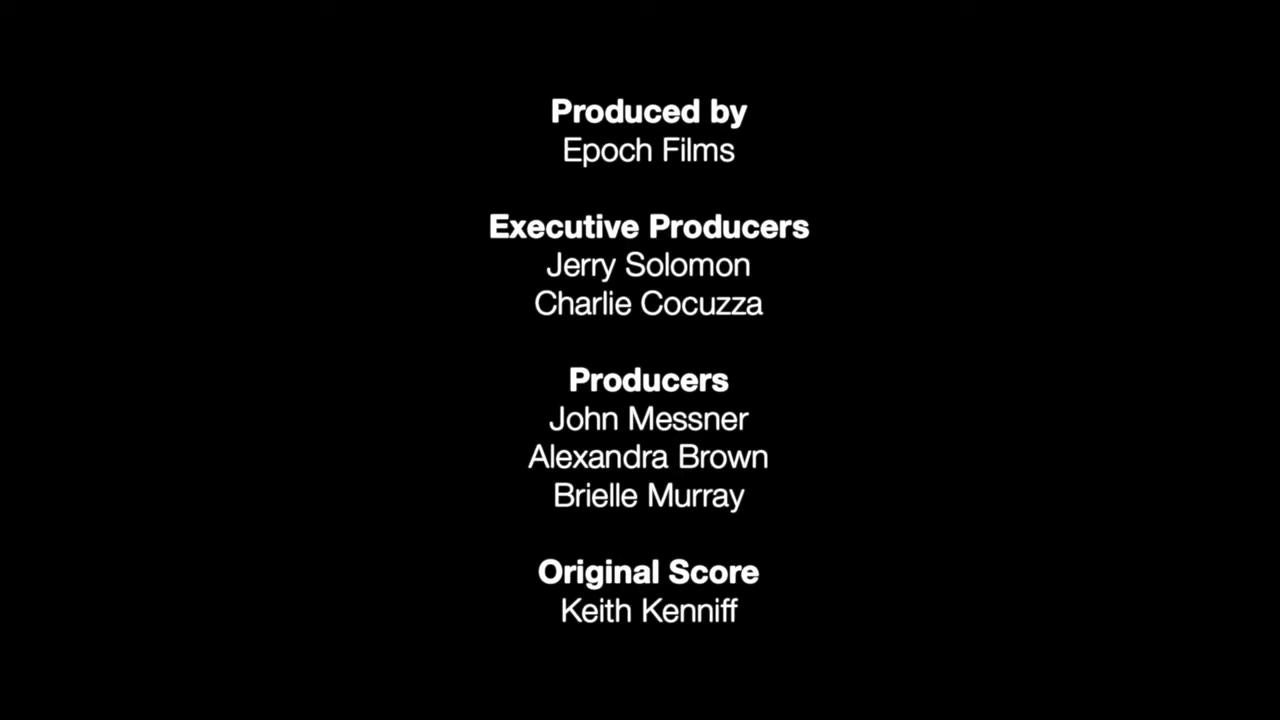 Produced by
Epoch Films
Executive Producers
Jerry Solomon
Charlie Cocuzza
Producers
John Messner
Alexandra Brown
Brielle Murray
Original Score
Keith Kenniff